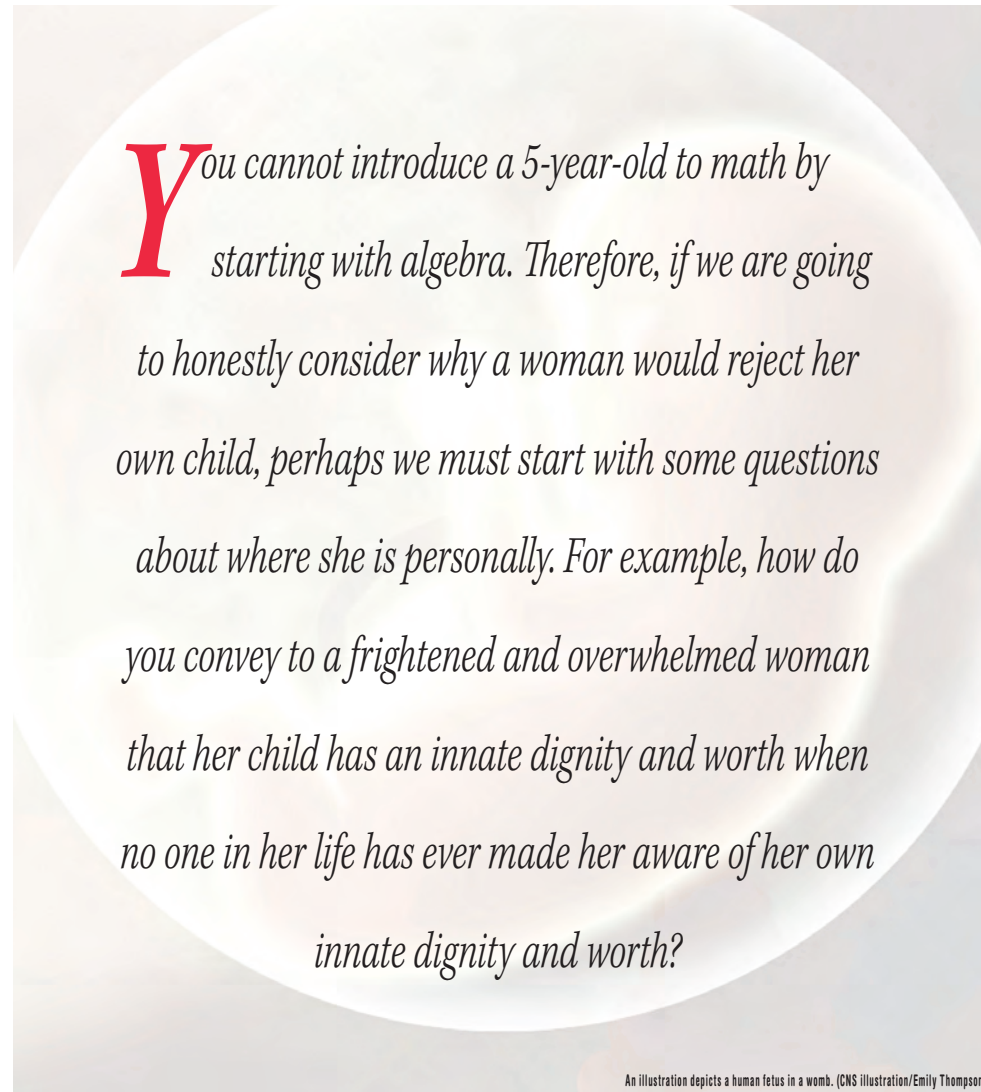 You cannot introduce a 5-year-old to math by
starting with algebra. Therefore, if we are going
to honestly consider why a woman would reject her
own child, perhaps we must start with some questions
about where she is personally. For example, how do
you convey to a frightened and overwhelmed woman
that her child has an innate dignity and worth when
no one in her life has ever made her aware of her own
innate dignity and worth?
An illustration depicts a human fetus in a womb. (CNS illustration/Emily Thompson